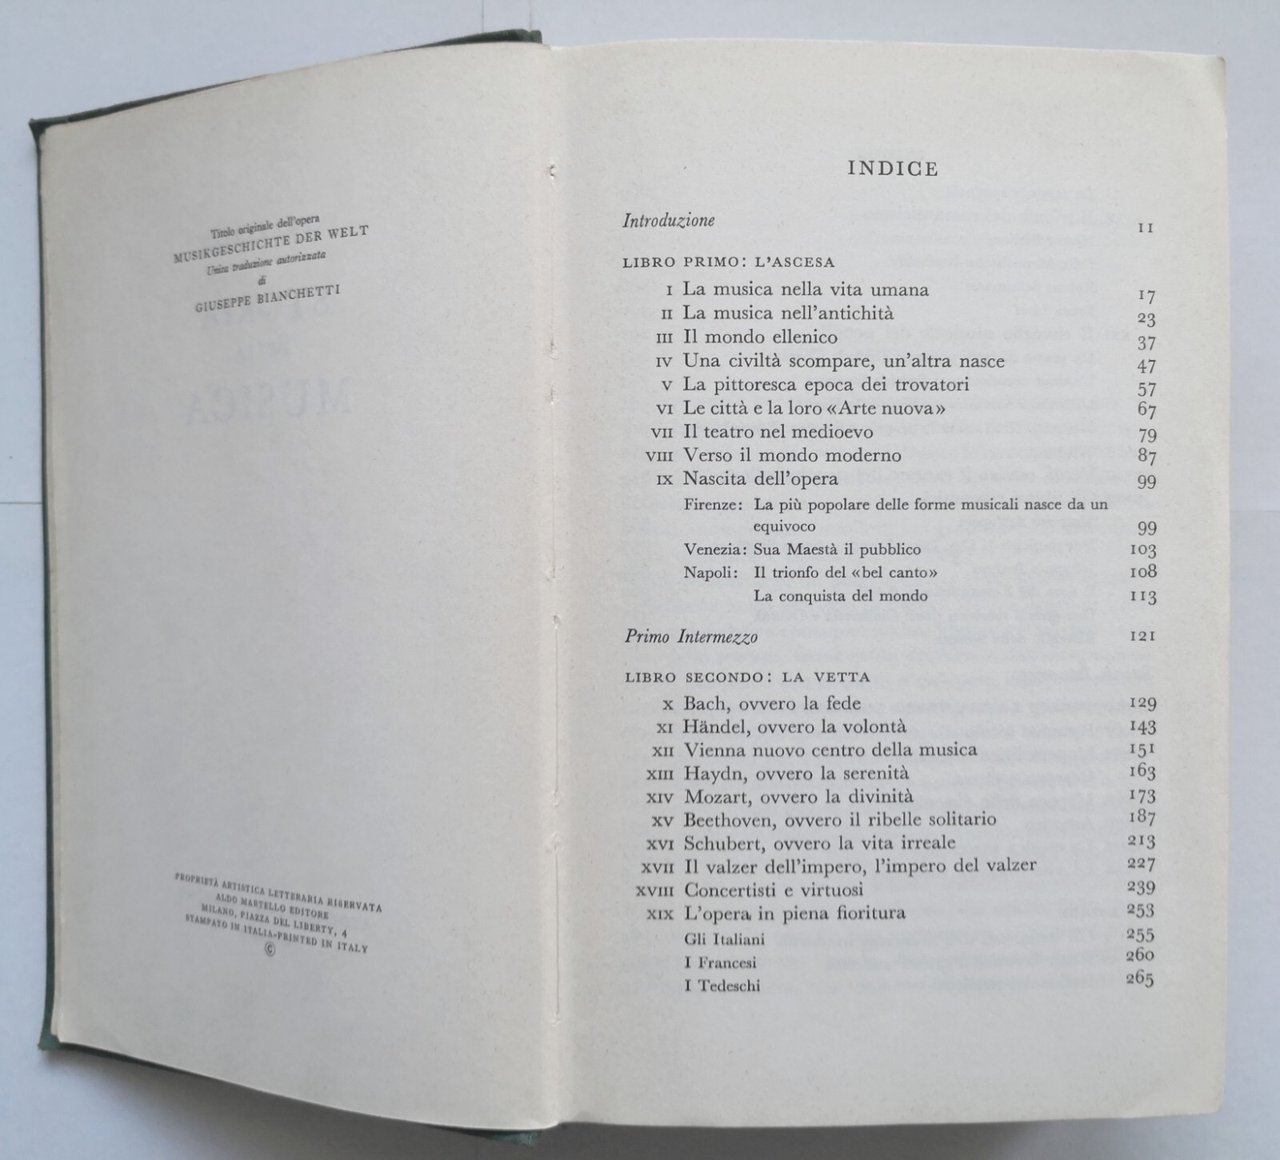 Titolo originale dell'opera
MUSIKGESCHICHTE DER WELT
Unica traduzione autorizzata
di
GIUSEPPE BIANCHETTI
MUSICA
PROPRIETÀ ARTISTICA LETTERARIA RISERVATA
ALDO MARTELLO EDITORE
MILANO, PIAZZA DEL LIBERTY, 4
STAMPATO IN ITALIA-PRINTED IN ITALY
©
INDICE
Introduzione 11
LIBRO PRIMO: L'ASCESA
I La musica nella vita umana 17
II La musica nell'antichità 23
III Il mondo ellenico 37
IV Una civiltà scompare, un'altra nasce 47
V La pittoresca epoca dei trovatori 57
VI Le città e la loro «Arte nuova» 67
VII Il teatro nel medioevo 79
VIII Verso il mondo moderno 87
IX Nascita dell'opera 99
Firenze: La più popolare delle forme musicali nasce da un
equivoco 99
Venezia: Sua Maestà il pubblico 103
Napoli: Il trionfo del «bel canto» 108
La conquista del mondo 113
Primo Intermezzo 121
LIBRO SECONDO: LA VETTA
X Bach, ovvero la fede 129
XI Händel, ovvero la volontà 143
XII Vienna nuovo centro della musica 151
XIII Haydn, ovvero la serenità 163
XIV Mozart, ovvero la divinità 173
XV Beethoven, ovvero il ribelle solitario 187
XVI Schubert, ovvero la vita irreale 213
XVII Il valzer dell'impero, l'impero del valzer 227
XVIII Concertisti e virtuosi 239
XIX L'opera in piena fioritura 253
Gli Italiani 255
I Francesi 260
I Tedeschi 265